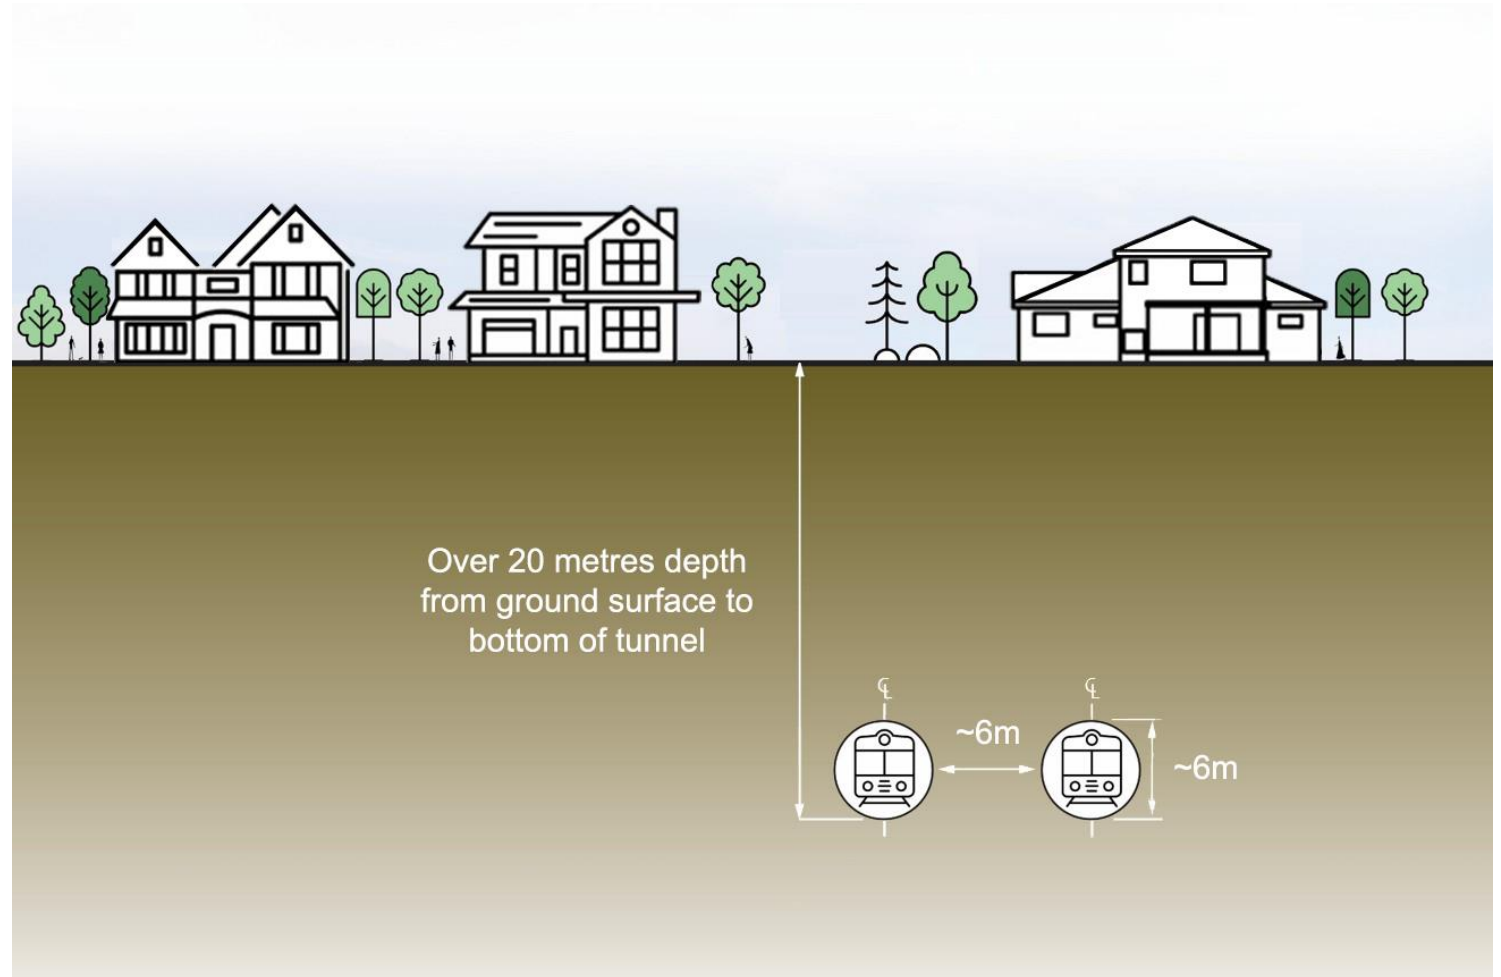 Over 20 metres depth
from ground surface to
bottom of tunnel
℄
℄
~6m
~6m